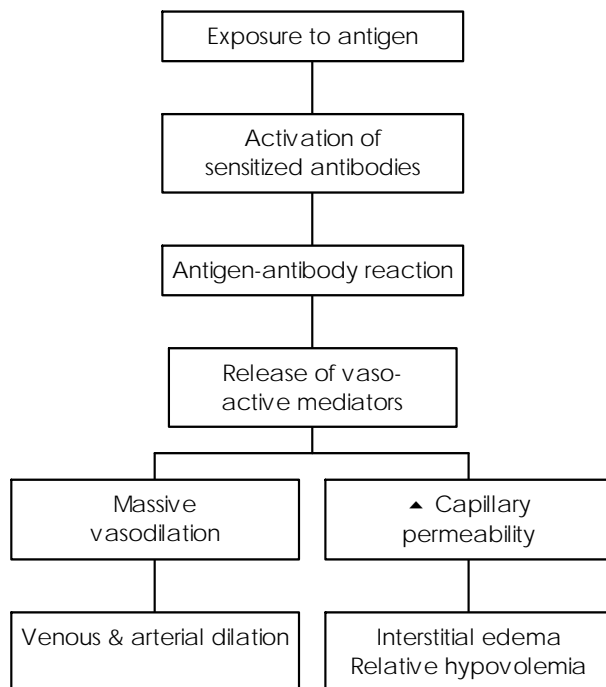 Exposure to antigen
Activation of
sensitized antibodies
Antigen-antibody reaction
Release of vaso-
active mediators
Massive
vasodilation
▲ Capillary
permeability
Venous & arterial dilation
Interstitial edema
Relative hypovolemia